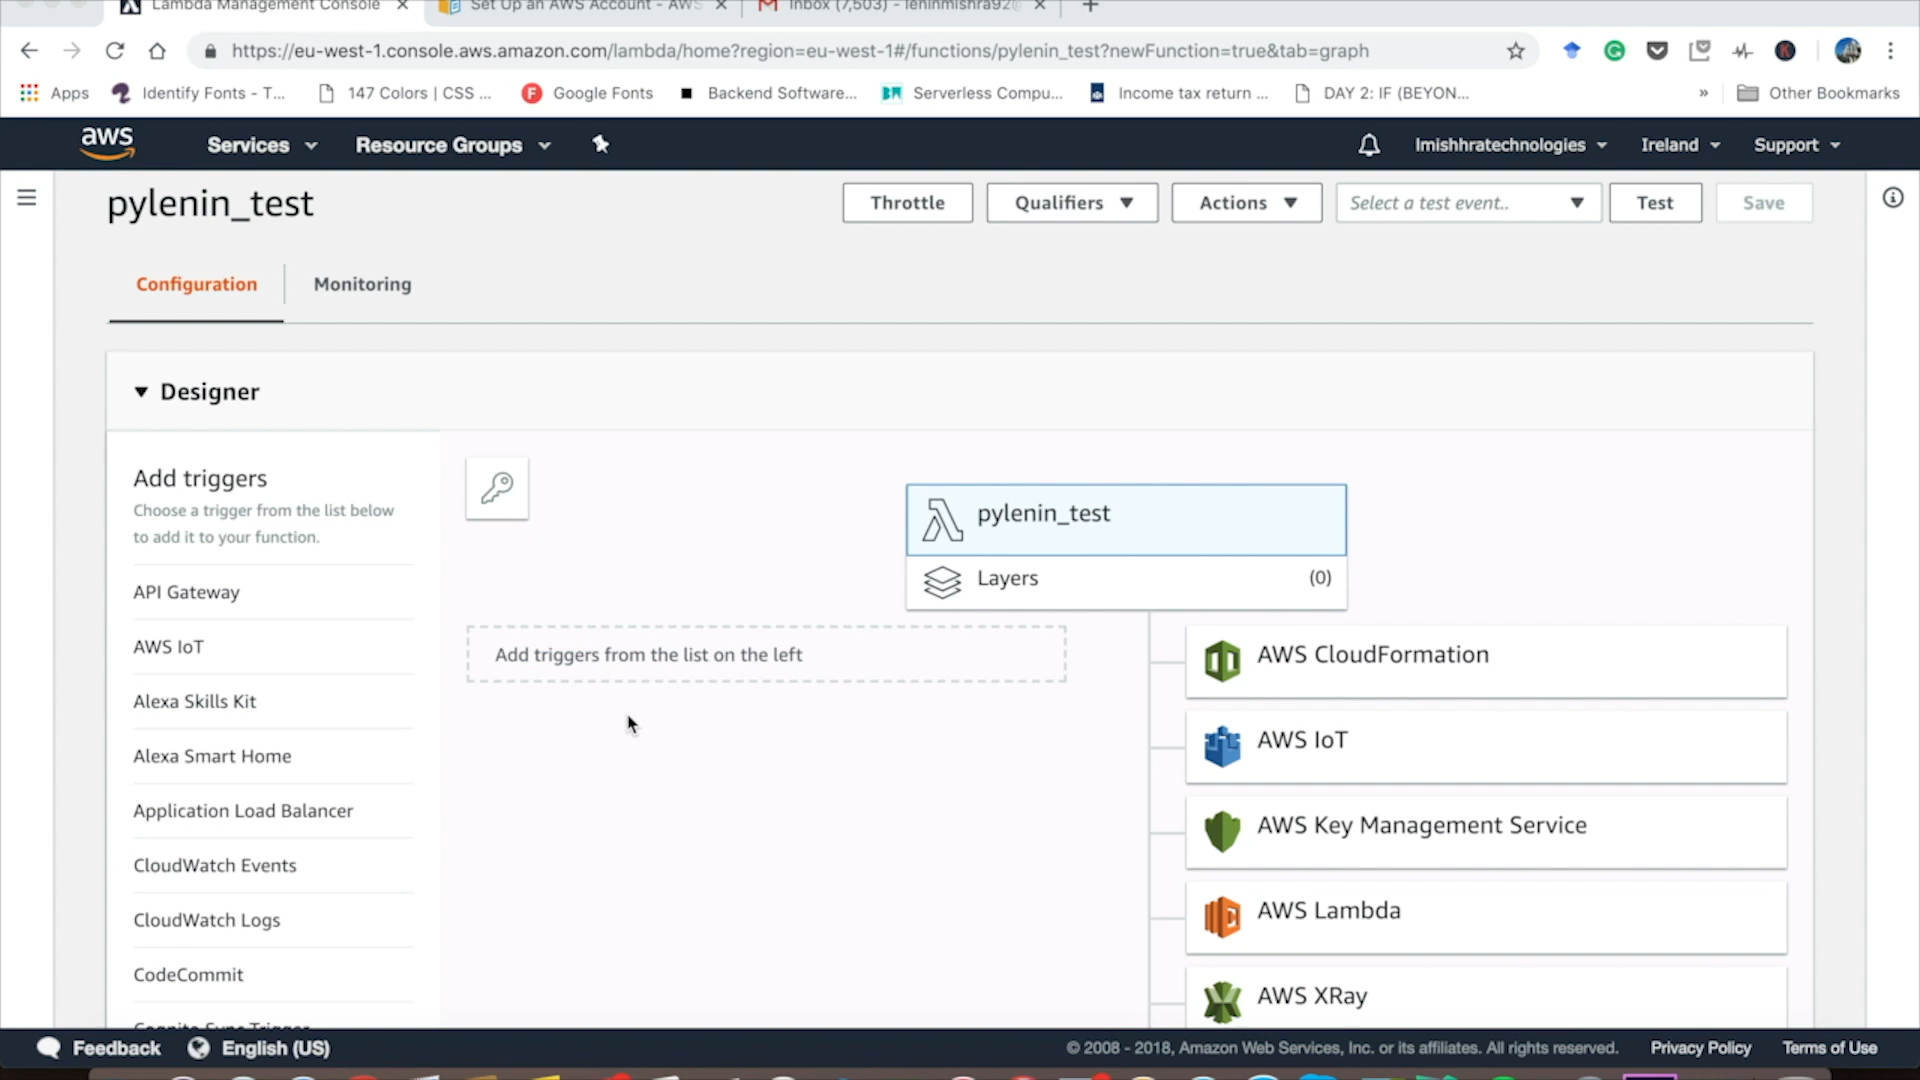 Lambda Management Console
Set Up an AWS Account - AWS
Inbox (7,503) - leninmishra92@
https://eu-west-1.console.aws.amazon.com/lambda/home?region=eu-west-1#/functions/pylenin_test?newFunction=true&tab=graph
Apps
Identify Fonts - T...
147 Colors | CSS ...
Google Fonts
Backend Software...
Serverless Compu...
Income tax return ...
DAY 2: IF (BEYON...
»
Other Bookmarks
aws
Services
Resource Groups
lmishhratechnologies
Ireland
Support
pylenin_test
Throttle
Qualifiers
Actions
Select a test event..
Test
Save
Configuration
Monitoring
Designer
Add triggers
Choose a trigger from the list below
to add it to your function.
API Gateway
AWS IoT
Alexa Skills Kit
Alexa Smart Home
Application Load Balancer
CloudWatch Events
CloudWatch Logs
CodeCommit
Cognito Sync Trigger
pylenin_test
Layers
(0)
Add triggers from the list on the left
AWS CloudFormation
AWS IoT
AWS Key Management Service
AWS Lambda
AWS XRay
Feedback
English (US)
© 2008 - 2018, Amazon Web Services, Inc. or its affiliates. All rights reserved.
Privacy Policy
Terms of Use